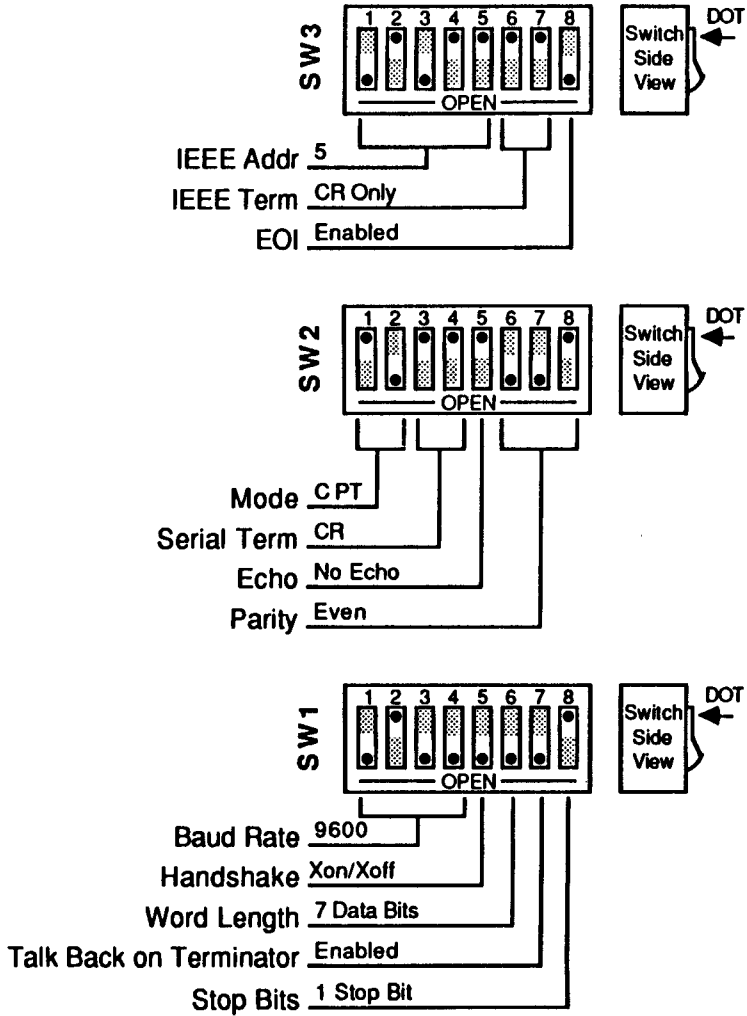 SW3
1 2 3 4 5 6 7 8
OPEN
Switch Side View
DOT
IEEE Addr 5
IEEE Term CR Only
EOI Enabled
SW2
1 2 3 4 5 6 7 8
OPEN
Switch Side View
DOT
Mode C PT
Serial Term CR
Echo No Echo
Parity Even
SW1
1 2 3 4 5 6 7 8
OPEN
Switch Side View
DOT
Baud Rate 9600
Handshake Xon/Xoff
Word Length 7 Data Bits
Talk Back on Terminator Enabled
Stop Bits 1 Stop Bit